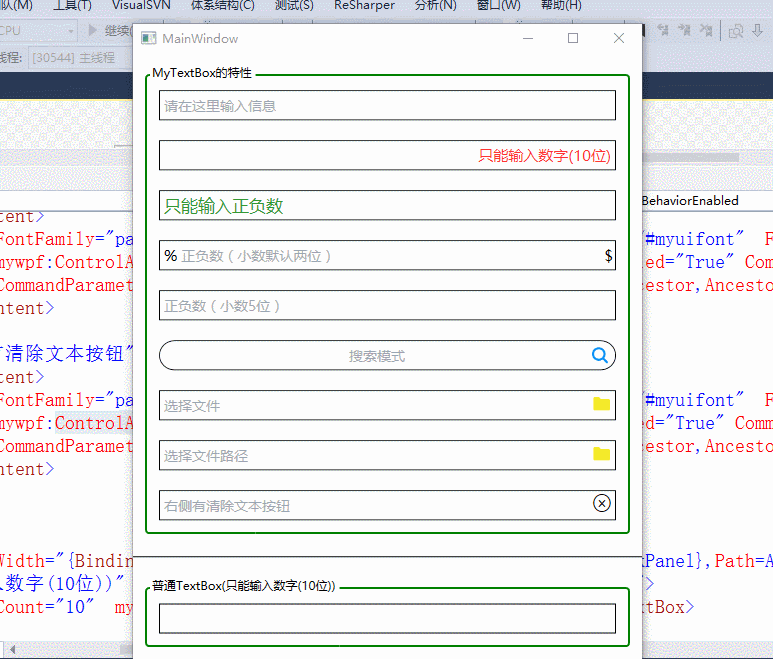 队(M) 工具(T) VisualSVN 体系结构(C) 测试(S) ReSharper 分析(N) 窗口(W) 帮助(H)
CPU 继续(
线程: [30544] 主线程
MainWindow
MyTextBox的特性
请在这里输入信息
只能输入数字(10位)
只能输入正负数
BehaviorEnabled
tent>
FontFamily="pa
/#myuifont" F
% 正负数（小数默认两位） $
mywpf:ControlA
ed="True" Com
CommandParamet
cestor,Ancesto
正负数（小数5位）
ntent>
搜索模式
清除文本按钮"
tent>
选择文件
FontFamily="pa
/#myuifont" F
mywpf:ControlA
ed="True" Comm
CommandParamet
cestor,Ancesto
选择文件路径
ntent>
右侧有清除文本按钮
Width="{Bindin
xPanel},Path=A
普通TextBox(只能输入数字(10位))
人数字(10位))"
/>
Count="10" my
xtBox>